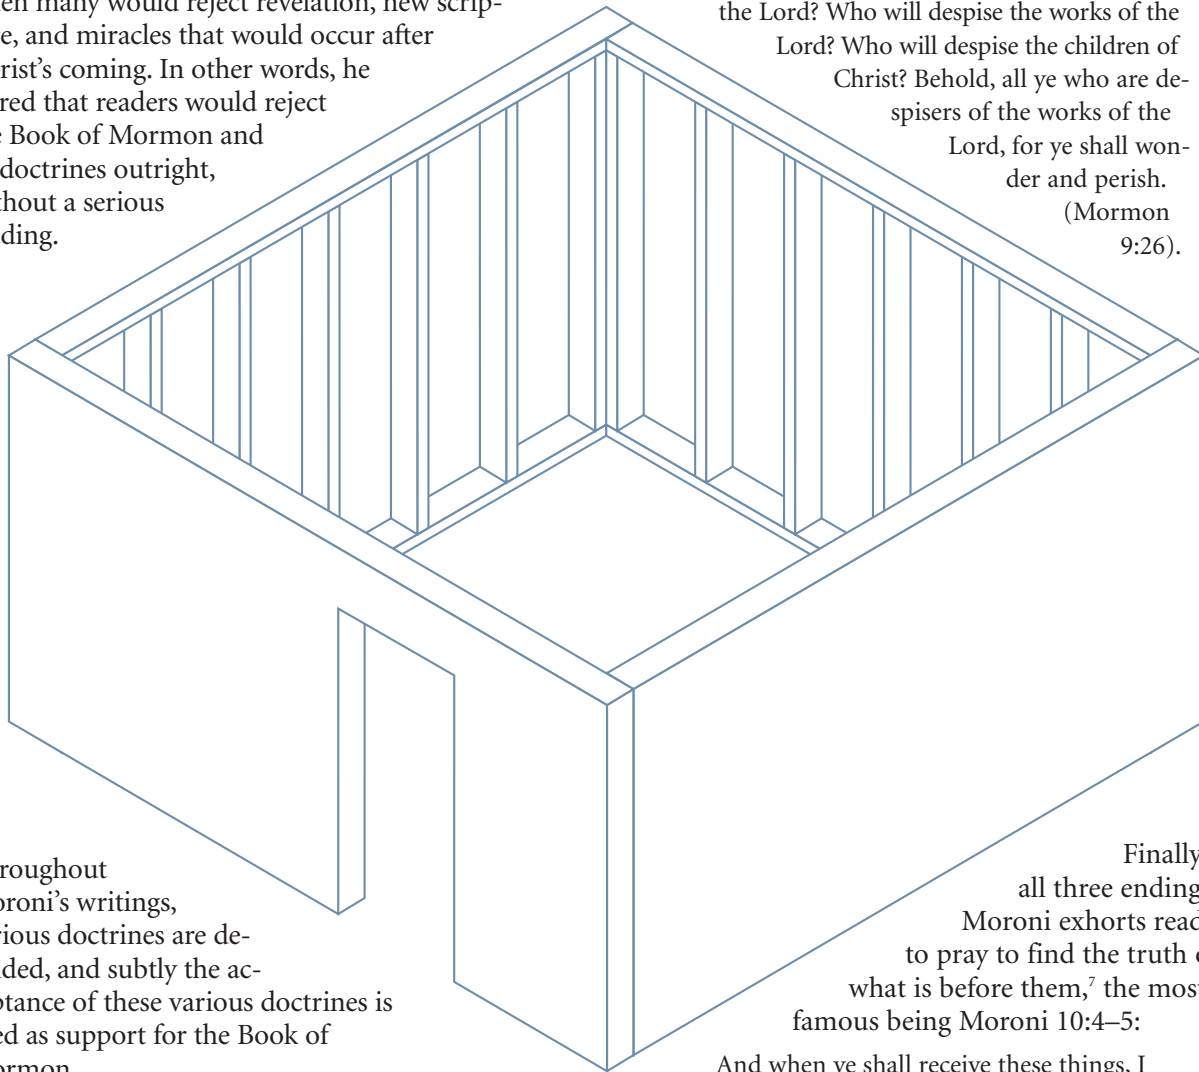 en many would reject revelation, new scrip-
e, and miracles that would occur after
rist’s coming. In other words, he
red that readers would reject
e Book of Mormon and
doctrines outright,
thout a serious
ding.
the Lord? Who will despise the works of the
Lord? Who will despise the children of
Christ? Behold, all ye who are de-
spisers of the works of the
Lord, for ye shall won-
der and perish.
(Mormon
9:26).
roughout
oroni’s writings,
rious doctrines are de-
ded, and subtly the ac-
ptance of these various doctrines is
ed as support for the Book of
ormon
Finally
all three ending
Moroni exhorts read
to pray to find the truth
what is before them,⁷ the mos
famous being Moroni 10:4–5:
And when ye shall receive these things, I